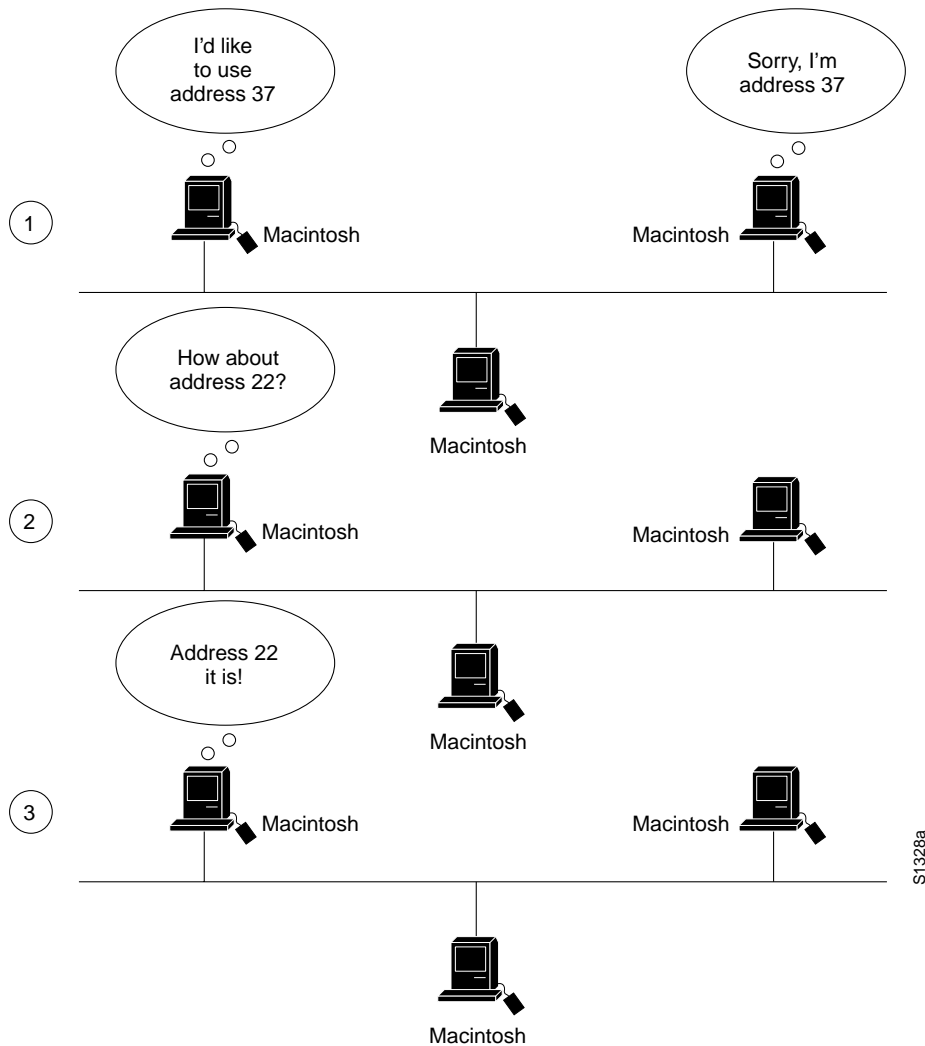 I'd like
to use
address 37
Sorry, I'm
address 37
1
Macintosh
Macintosh
Macintosh
How about
address 22?
2
Macintosh
Macintosh
Macintosh
Address 22
it is!
3
Macintosh
Macintosh
Macintosh
S1328a